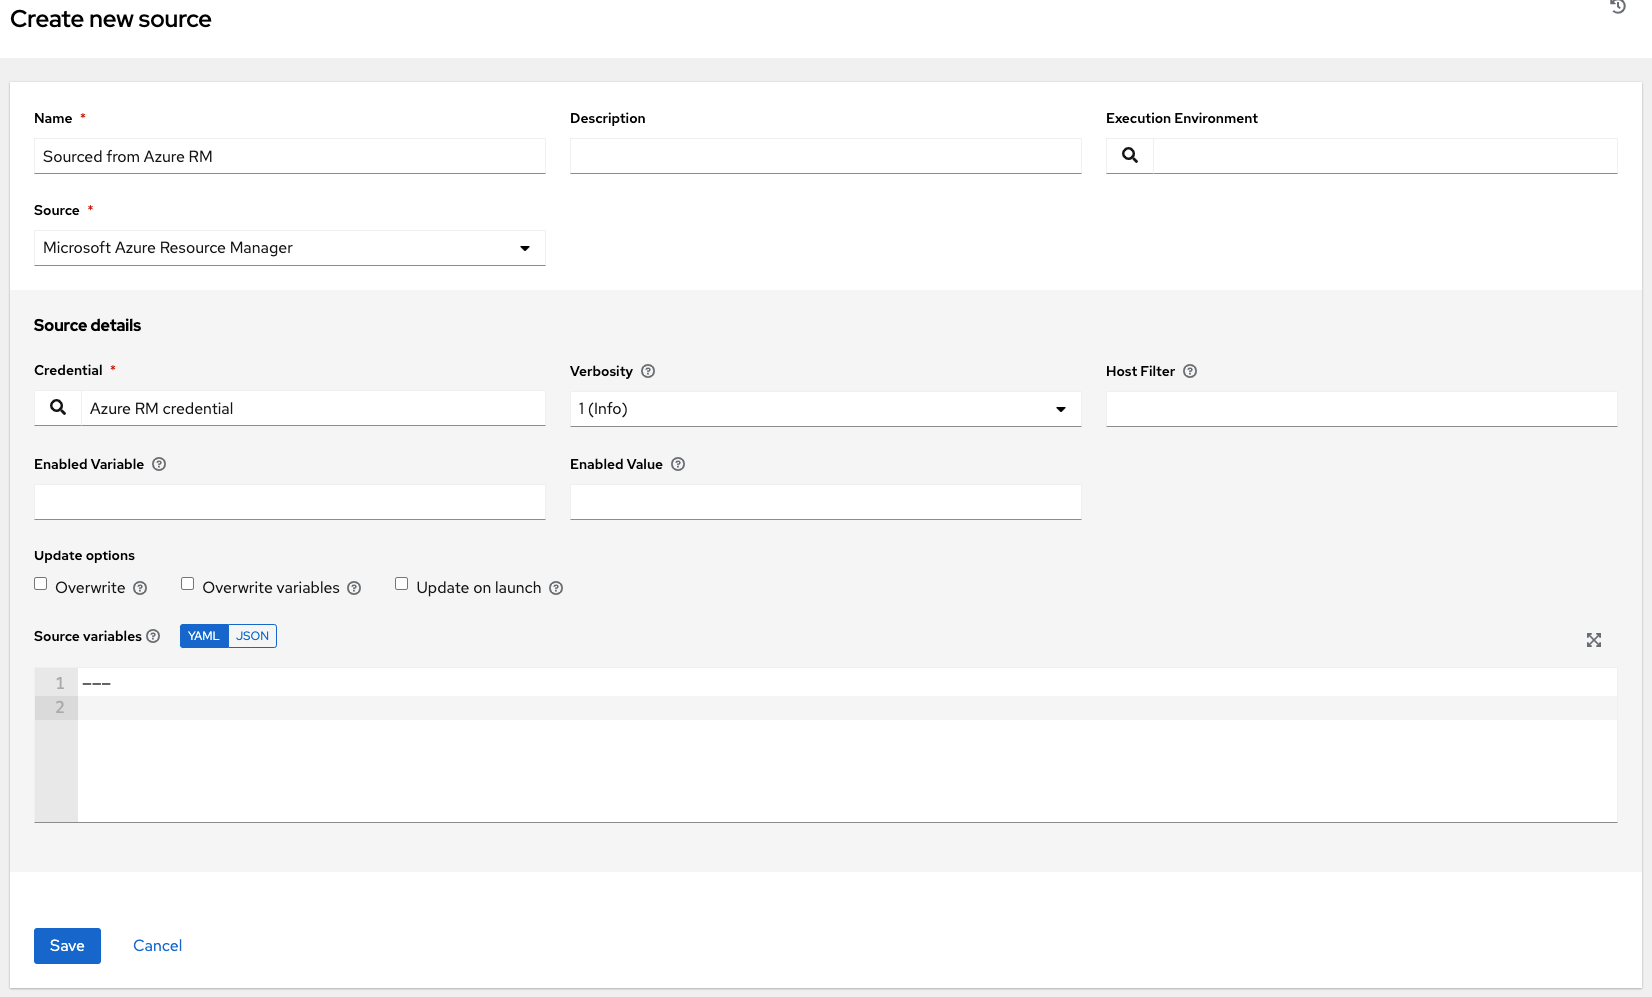 Create new source
Name *
Description
Execution Environment
Sourced from Azure RM
Source *
Microsoft Azure Resource Manager
Source details
Credential *
Verbosity
Host Filter
Azure RM credential
1 (Info)
Enabled Variable
Enabled Value
Update options
Overwrite
Overwrite variables
Update on launch
Source variables
YAML
JSON
1 ---
2
Save
Cancel